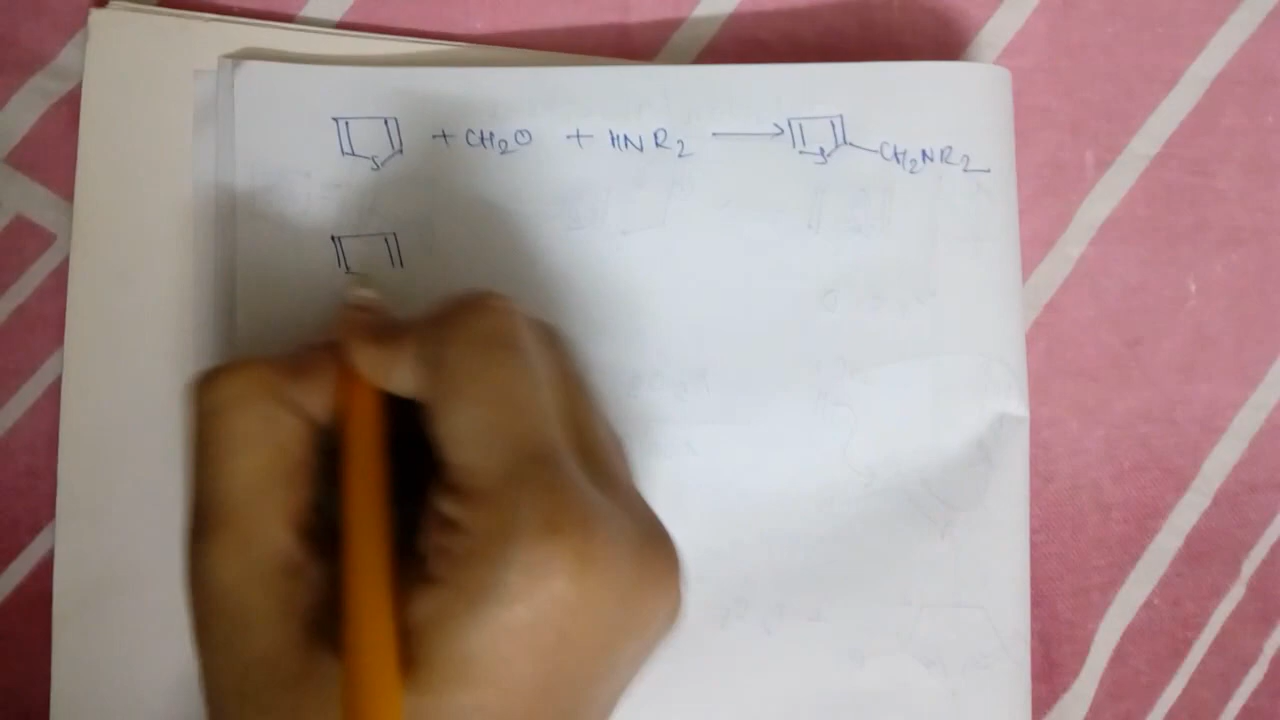 S + CH2O + HNR2 ⟶ S CH2NR2